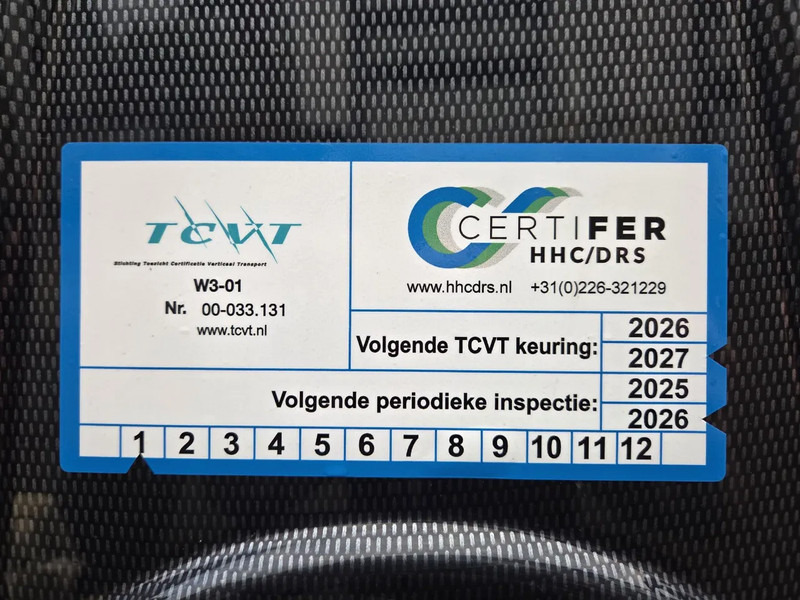 TCVT
Stichting Toezicht Certificatie Verticaal Transport
W3-01
Nr. 00-033.131
www.tcvt.nl
CERTIFER
HHC/DRS
www.hhcdrs.nl +31(0)226-321229
Volgende TCVT keuring:
2026
2027
Volgende periodieke inspectie:
2025
2026
1 2 3 4 5 6 7 8 9 10 11 12